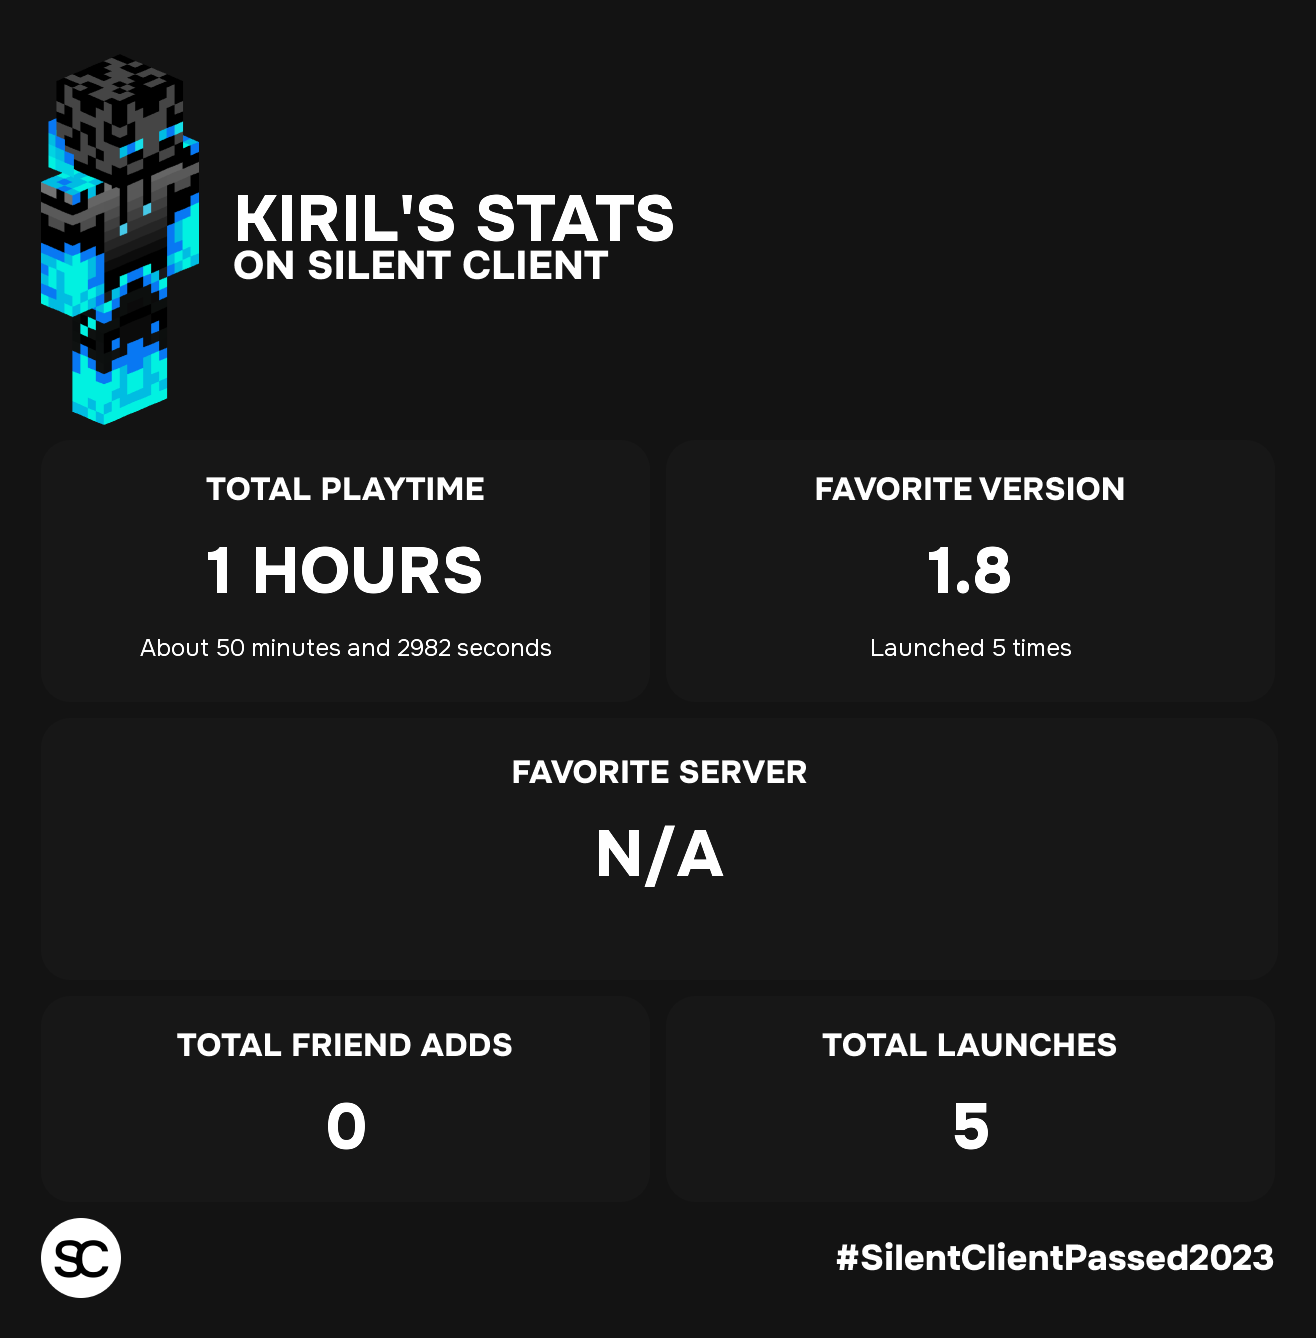 KIRIL'S STATS
ON SILENT CLIENT
TOTAL PLAYTIME
1 HOURS
About 50 minutes and 2982 seconds
FAVORITE VERSION
1.8
Launched 5 times
FAVORITE SERVER
N/A
TOTAL FRIEND ADDS
0
TOTAL LAUNCHES
5
SC
#SilentClientPassed2023